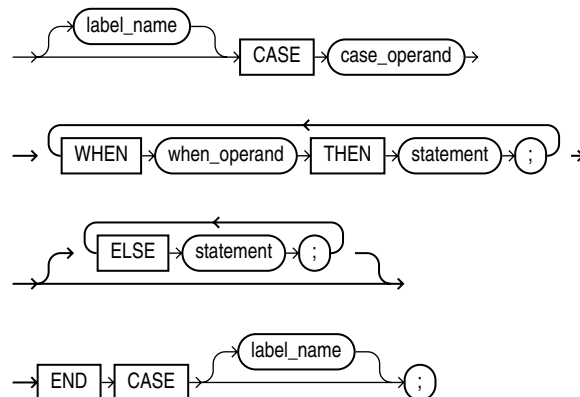 label_name
CASE case_operand
WHEN when_operand THEN statement ;
ELSE statement ;
label_name
END CASE ;